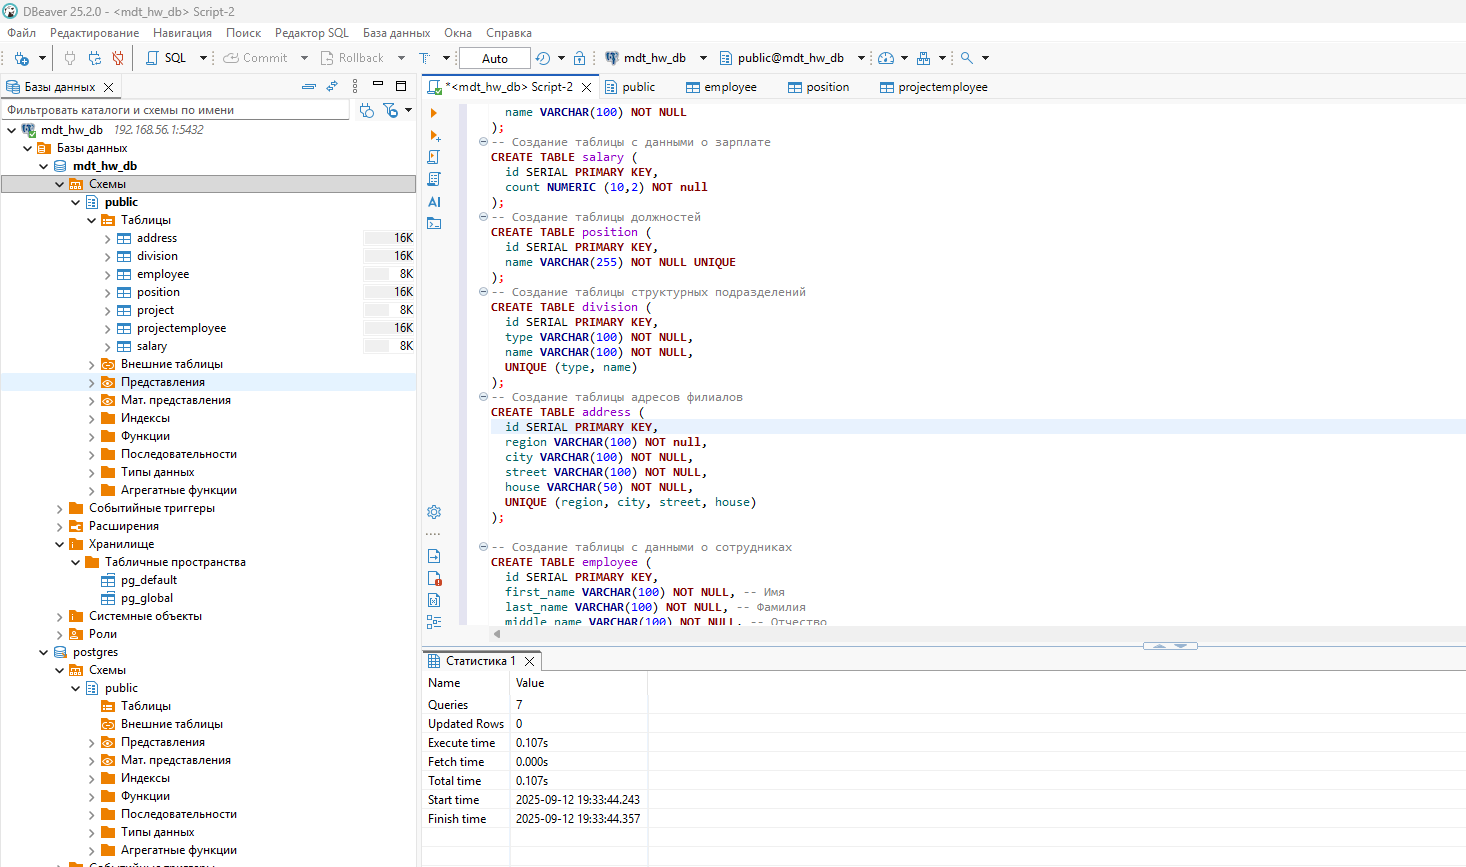 DBeaver 25.2.0 - <mdt_hw_db> Script-2
Файл Редактирование Навигация Поиск Редактор SQL База данных Окна Справка
SQL Commit Rollback T Auto mdt_hw_db public@mdt_hw_db
Базы данных
Фильтровать каталоги и схемы по имени
mdt_hw_db 192.168.56.1:5432
Базы данных
mdt_hw_db
Схемы
public
Таблицы
address 16K
division 16K
employee 8K
position 16K
project 8K
projectemployee 16K
salary 8K
Внешние таблицы
Представления
Мат. представления
Индексы
Функции
Последовательности
Типы данных
Агрегатные функции
Событийные триггеры
Расширения
Хранилище
Табличные пространства
pg_default
pg_global
Системные объекты
Роли
postgres
Схемы
public
Таблицы
Внешние таблицы
Представления
Мат. представления
Индексы
Функции
Последовательности
Типы данных
Агрегатные функции
Событийные триггеры
*<mdt_hw_db> Script-2 public employee position projectemployee
AI
name VARCHAR(100) NOT NULL
);
-- Создание таблицы с данными о зарплате
CREATE TABLE salary (
id SERIAL PRIMARY KEY,
count NUMERIC (10,2) NOT null
);
-- Создание таблицы должностей
CREATE TABLE position (
id SERIAL PRIMARY KEY,
name VARCHAR(255) NOT NULL UNIQUE
);
-- Создание таблицы структурных подразделений
CREATE TABLE division (
id SERIAL PRIMARY KEY,
type VARCHAR(100) NOT NULL,
name VARCHAR(100) NOT NULL,
UNIQUE (type, name)
);
-- Создание таблицы адресов филиалов
CREATE TABLE address (
id SERIAL PRIMARY KEY,
region VARCHAR(100) NOT null,
city VARCHAR(100) NOT NULL,
street VARCHAR(100) NOT NULL,
house VARCHAR(50) NOT NULL,
UNIQUE (region, city, street, house)
);
-- Создание таблицы с данными о сотрудниках
CREATE TABLE employee (
id SERIAL PRIMARY KEY,
first_name VARCHAR(100) NOT NULL, -- Имя
last_name VARCHAR(100) NOT NULL, -- Фамилия
middle_name VARCHAR(100) NOT NULL, -- Отчество
Статистика 1
Name Value
Queries 7
Updated Rows 0
Execute time 0.107s
Fetch time 0.000s
Total time 0.107s
Start time 2025-09-12 19:33:44.243
Finish time 2025-09-12 19:33:44.357